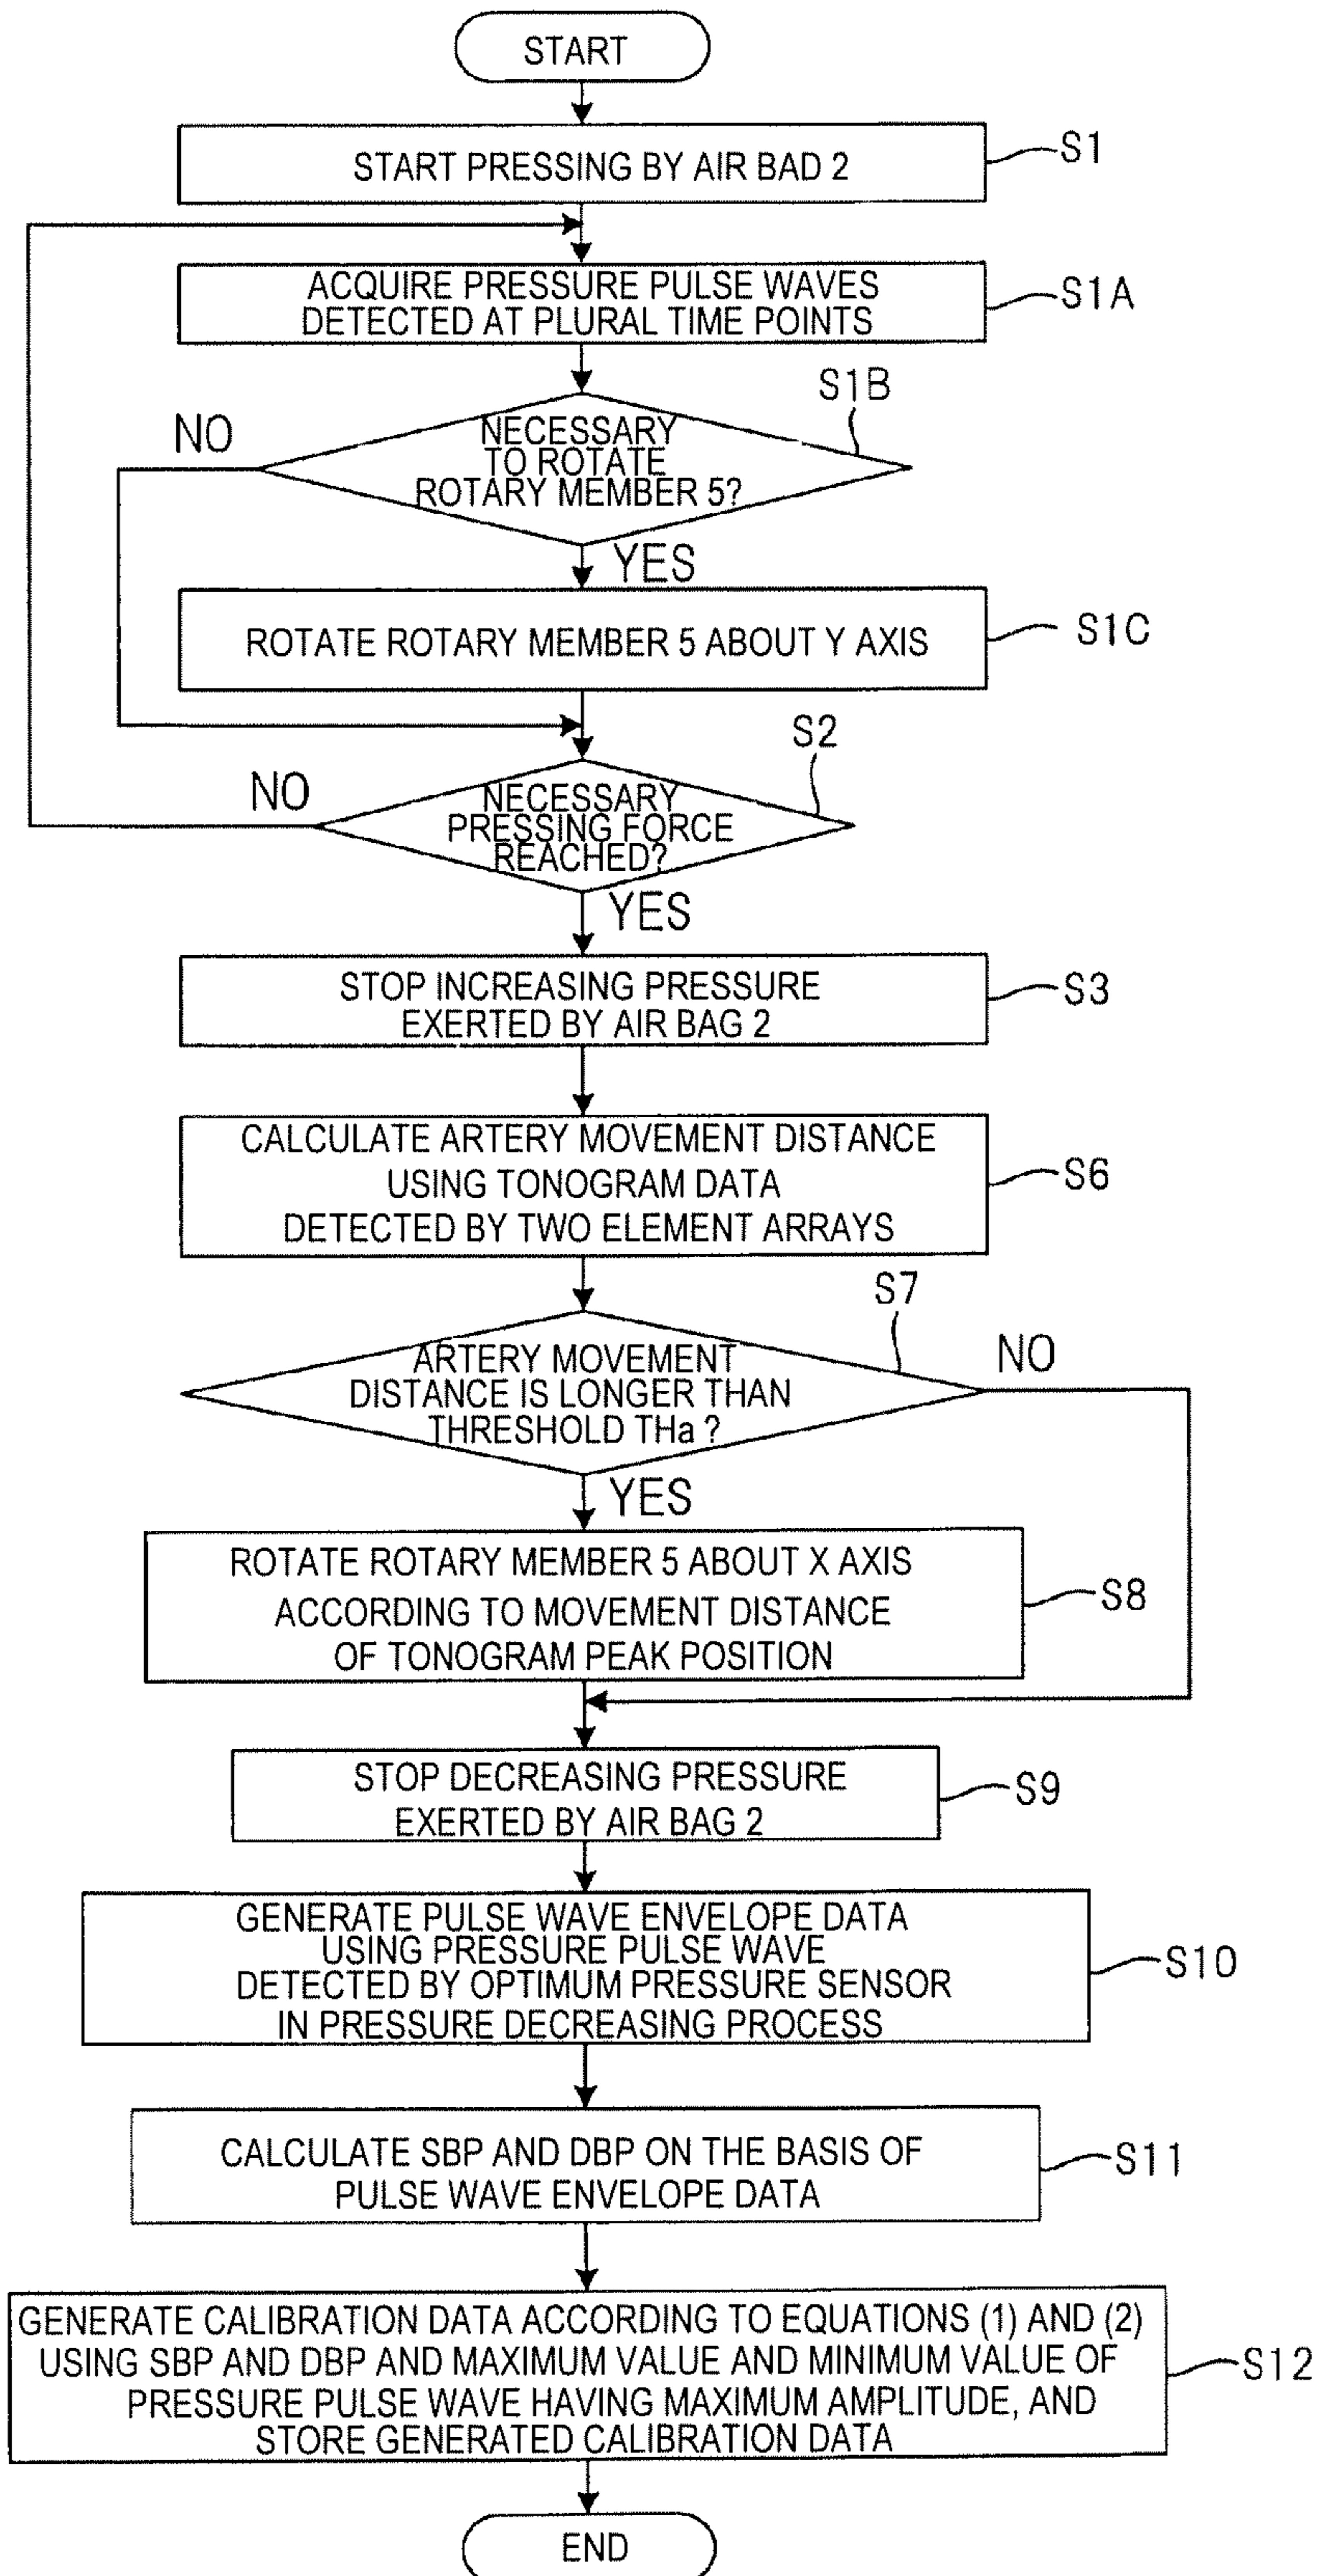 START
START PRESSING BY AIR BAD 2
S1
ACQUIRE PRESSURE PULSE WAVES
DETECTED AT PLURAL TIME POINTS
S1A
S1B
NO
NECESSARY
TO ROTATE
ROTARY MEMBER 5?
YES
ROTATE ROTARY MEMBER 5 ABOUT Y AXIS
S1C
S2
NO
NECESSARY
PRESSING FORCE
REACHED?
YES
STOP INCREASING PRESSURE
EXERTED BY AIR BAG 2
S3
CALCULATE ARTERY MOVEMENT DISTANCE
USING TONOGRAM DATA
DETECTED BY TWO ELEMENT ARRAYS
S6
S7
NO
ARTERY MOVEMENT
DISTANCE IS LONGER THAN
THRESHOLD THa ?
YES
ROTATE ROTARY MEMBER 5 ABOUT X AXIS
ACCORDING TO MOVEMENT DISTANCE
OF TONOGRAM PEAK POSITION
S8
STOP DECREASING PRESSURE
EXERTED BY AIR BAG 2
S9
GENERATE PULSE WAVE ENVELOPE DATA
USING PRESSURE PULSE WAVE
DETECTED BY OPTIMUM PRESSURE SENSOR
IN PRESSURE DECREASING PROCESS
S10
CALCULATE SBP AND DBP ON THE BASIS OF
PULSE WAVE ENVELOPE DATA
S11
GENERATE CALIBRATION DATA ACCORDING TO EQUATIONS (1) AND (2)
USING SBP AND DBP AND MAXIMUM VALUE AND MINIMUM VALUE OF
PRESSURE PULSE WAVE HAVING MAXIMUM AMPLITUDE, AND
STORE GENERATED CALIBRATION DATA
S12
END